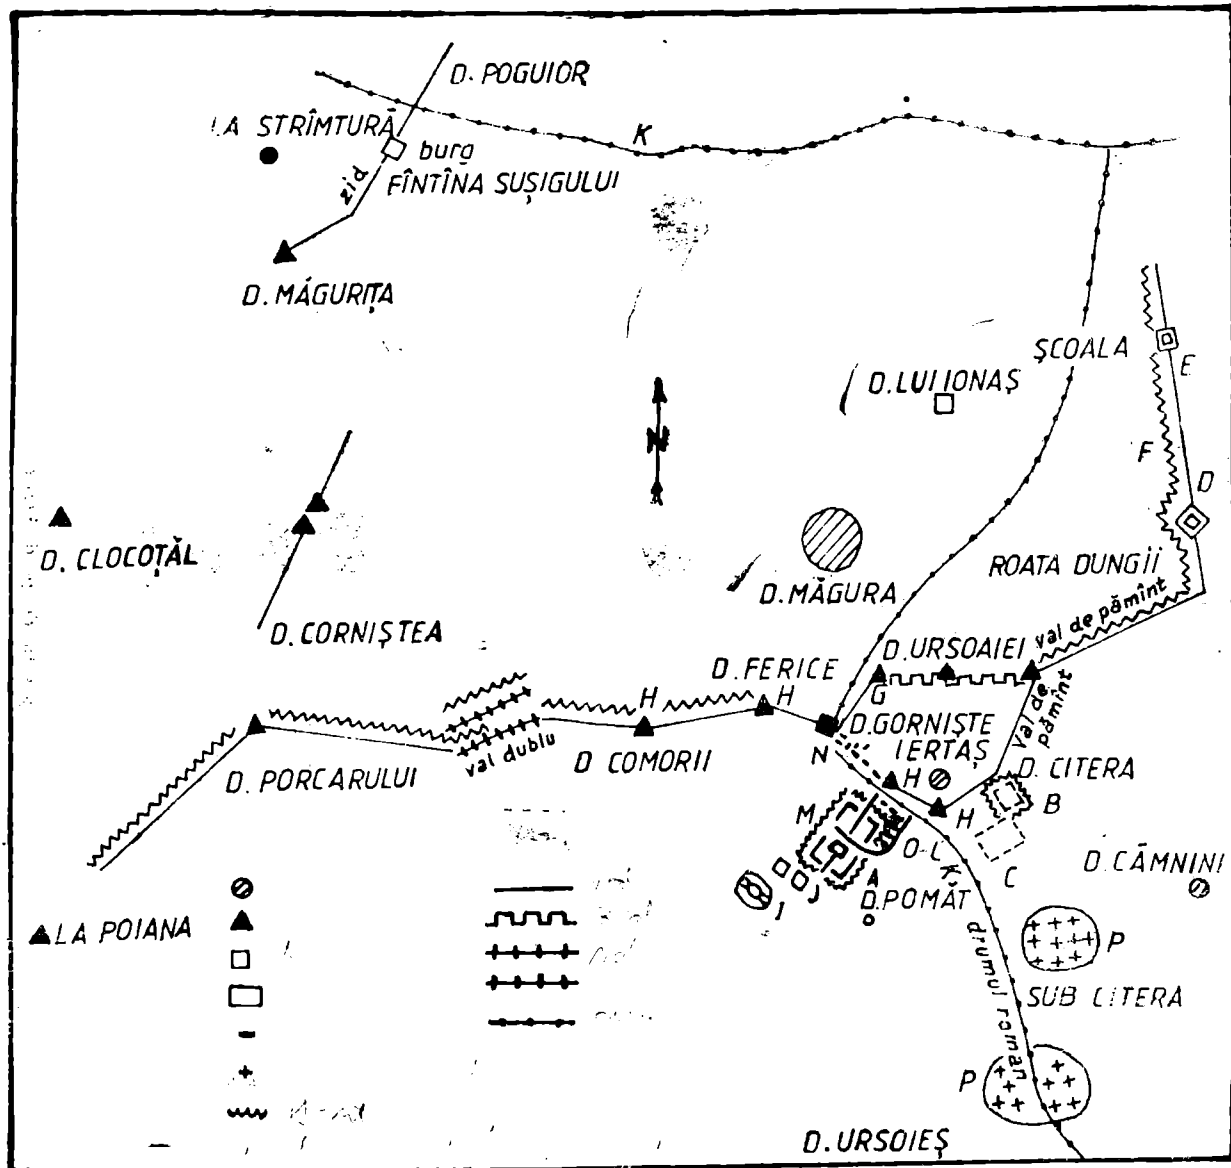 D. POGUIOR
LA STRÎMTURĂ
K
burg
zid
FÎNTÎNA SUȘIGULUI
D. MĂGURIȚA
ȘCOALA
E
D. LUI IONAȘ
N
F
D
D. CLOCOȚĂL
ROATA DUNGII
D. MĂGURA
D. CORNIȘTEA
val de pămînt
D. URSOAIEI
D. FERICE
H
H
G
val de
pămînt
D. GORNIȘTE
IERTAȘ
val dublu
D COMORII
N
D. PORCARULUI
D. CITERA
H
H
B
M
O-L
K
C
D. CĂMNINI
A
J
I
D. POMĂT
LA POIANA
drumul roman
P
SUB CITERA
P
D. URSOIEȘ